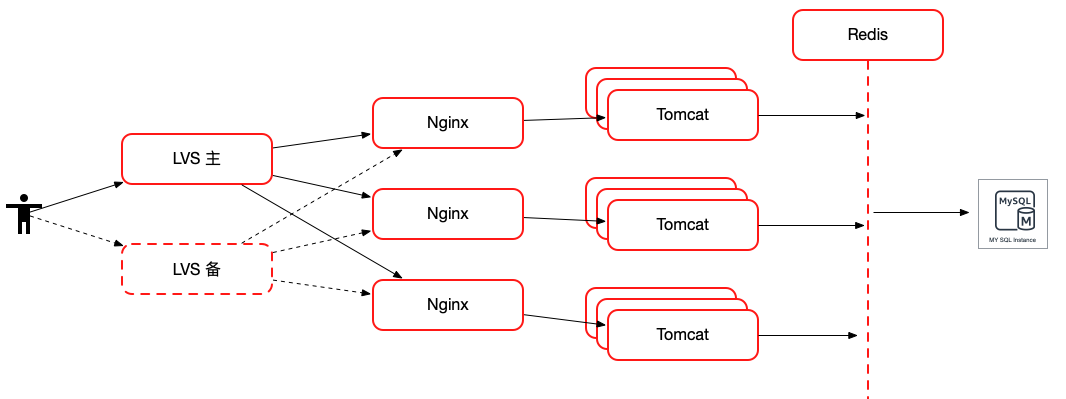 Redis
Nginx
Tomcat
LVS 主
Nginx
Tomcat
MySQL
M
MY SQL Instance
LVS 备
Nginx
Tomcat